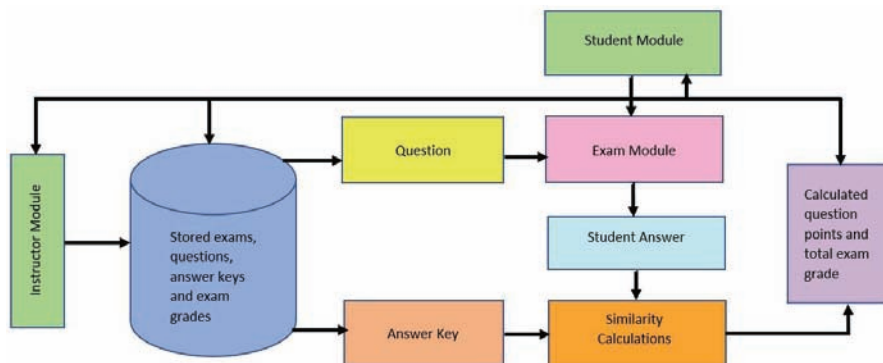 Student Module
Question
Exam Module
Instructor Module
Stored exams,
questions,
answer keys
and exam
grades
Student Answer
Calculated
question
points and
total exam
grade
Answer Key
Similarity
Calculations